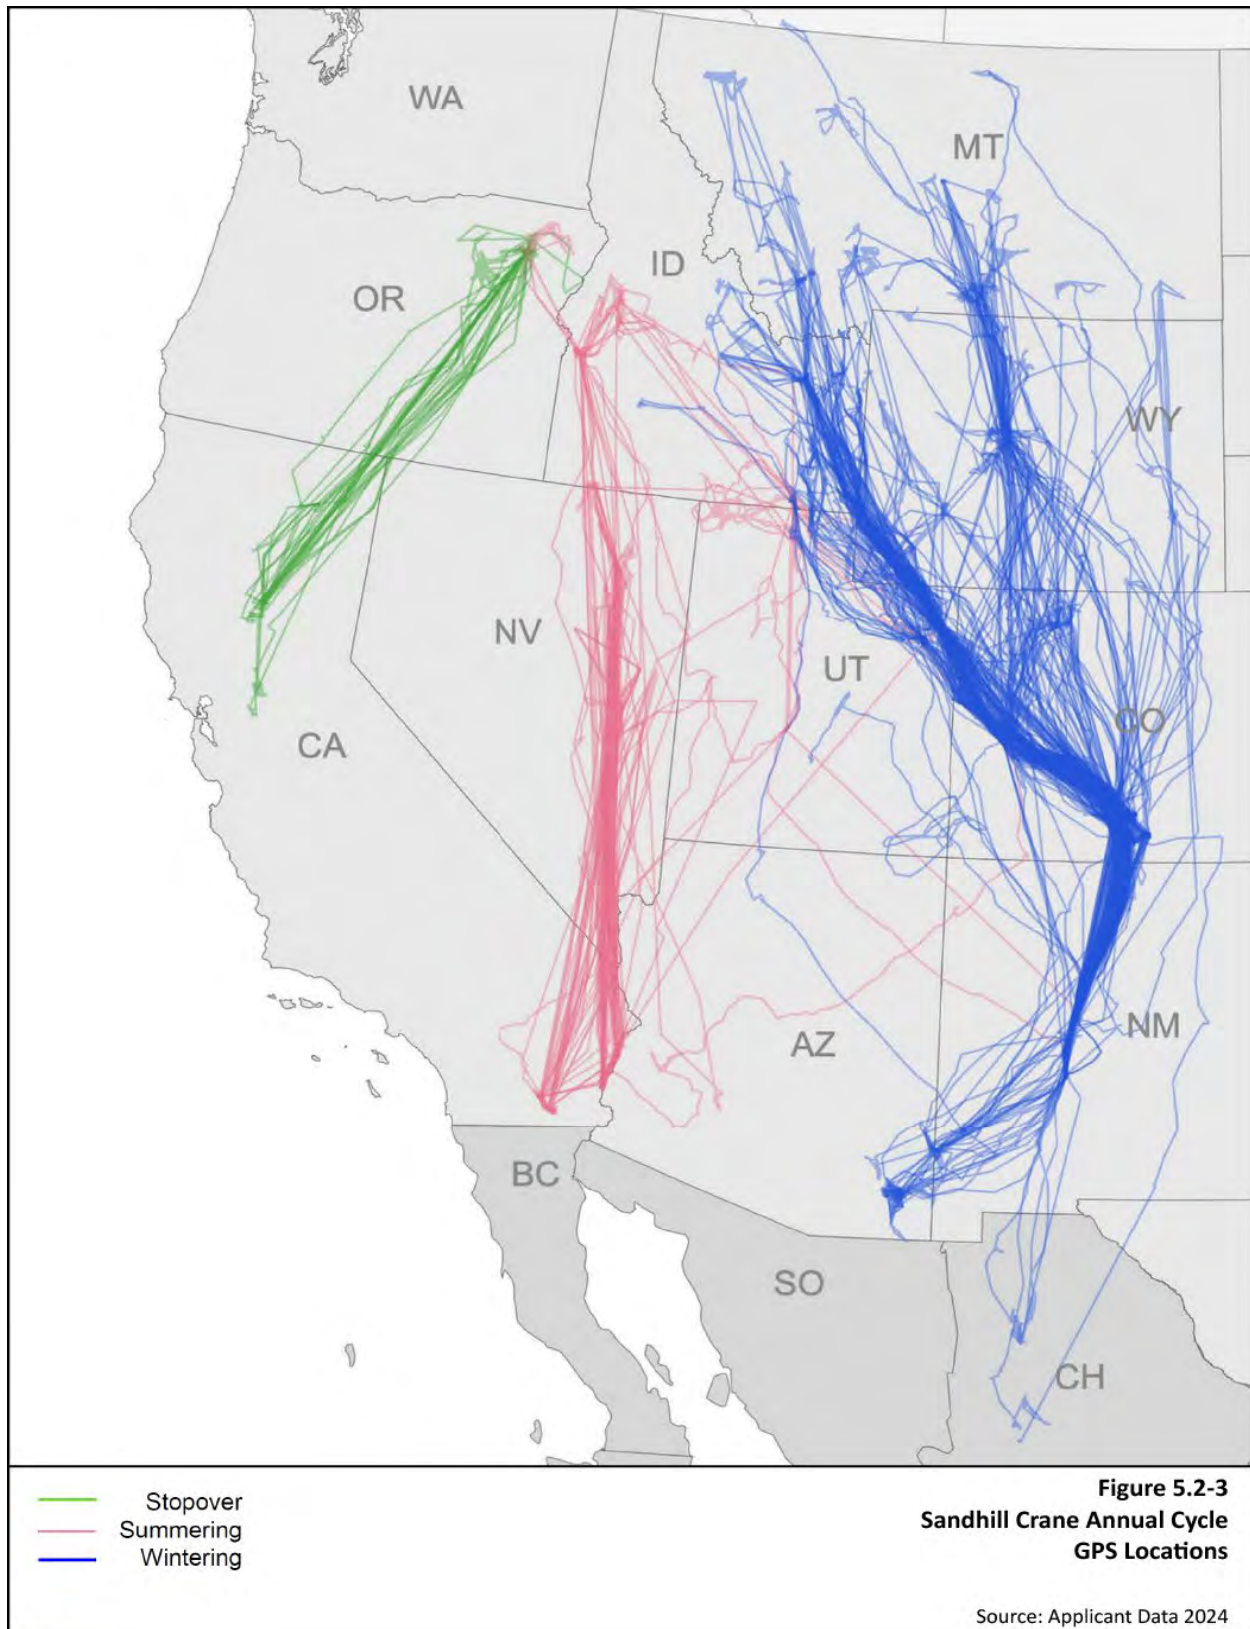 WA
MT
ID
OR
WY
NV
UT
CO
CA
AZ
NM
BC
SO
CH
Stopover
Summering
Wintering
Figure 5.2-3
Sandhill Crane Annual Cycle
GPS Locations
Source: Applicant Data 2024